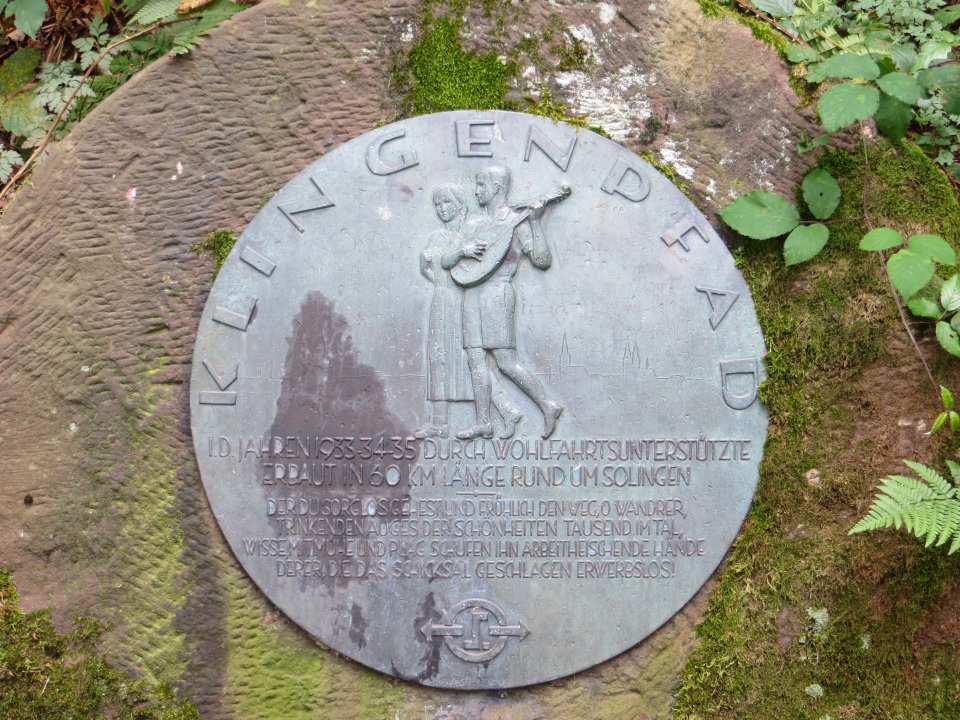 KLINGENPFAD
I.D. JAHREN 1933-34-35 DURCH WOHLFAHRTSUNTERSTÜTZTE
ERBAUT IN 60 KM LÄNGE RUND UM SOLINGEN
DER DU SORGLOS GEHEST UND FRÖHLICH DEN WEG, O WANDRER,
TRINKENDEN AUGES DER SCHÖNHEITEN TAUSEND IM TAL,
WISSE, MIT MÜHE UND PLAG SCHUFEN IHN ARBEITHEISCHENDE HÄNDE
DERER, DIE DAS SCHICKSAL GESCHLAGEN ERWERBSLOS!
S